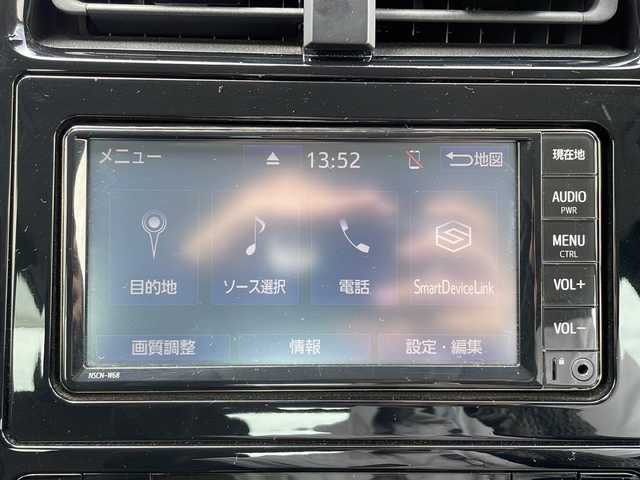 メニュー 13:52 地図
目的地 ソース選択 電話 SmartDeviceLink
画質調整 情報 設定・編集
NSCN-W68
現在地
AUDIO
PWR
MENU
CTRL
VOL+
VOL-